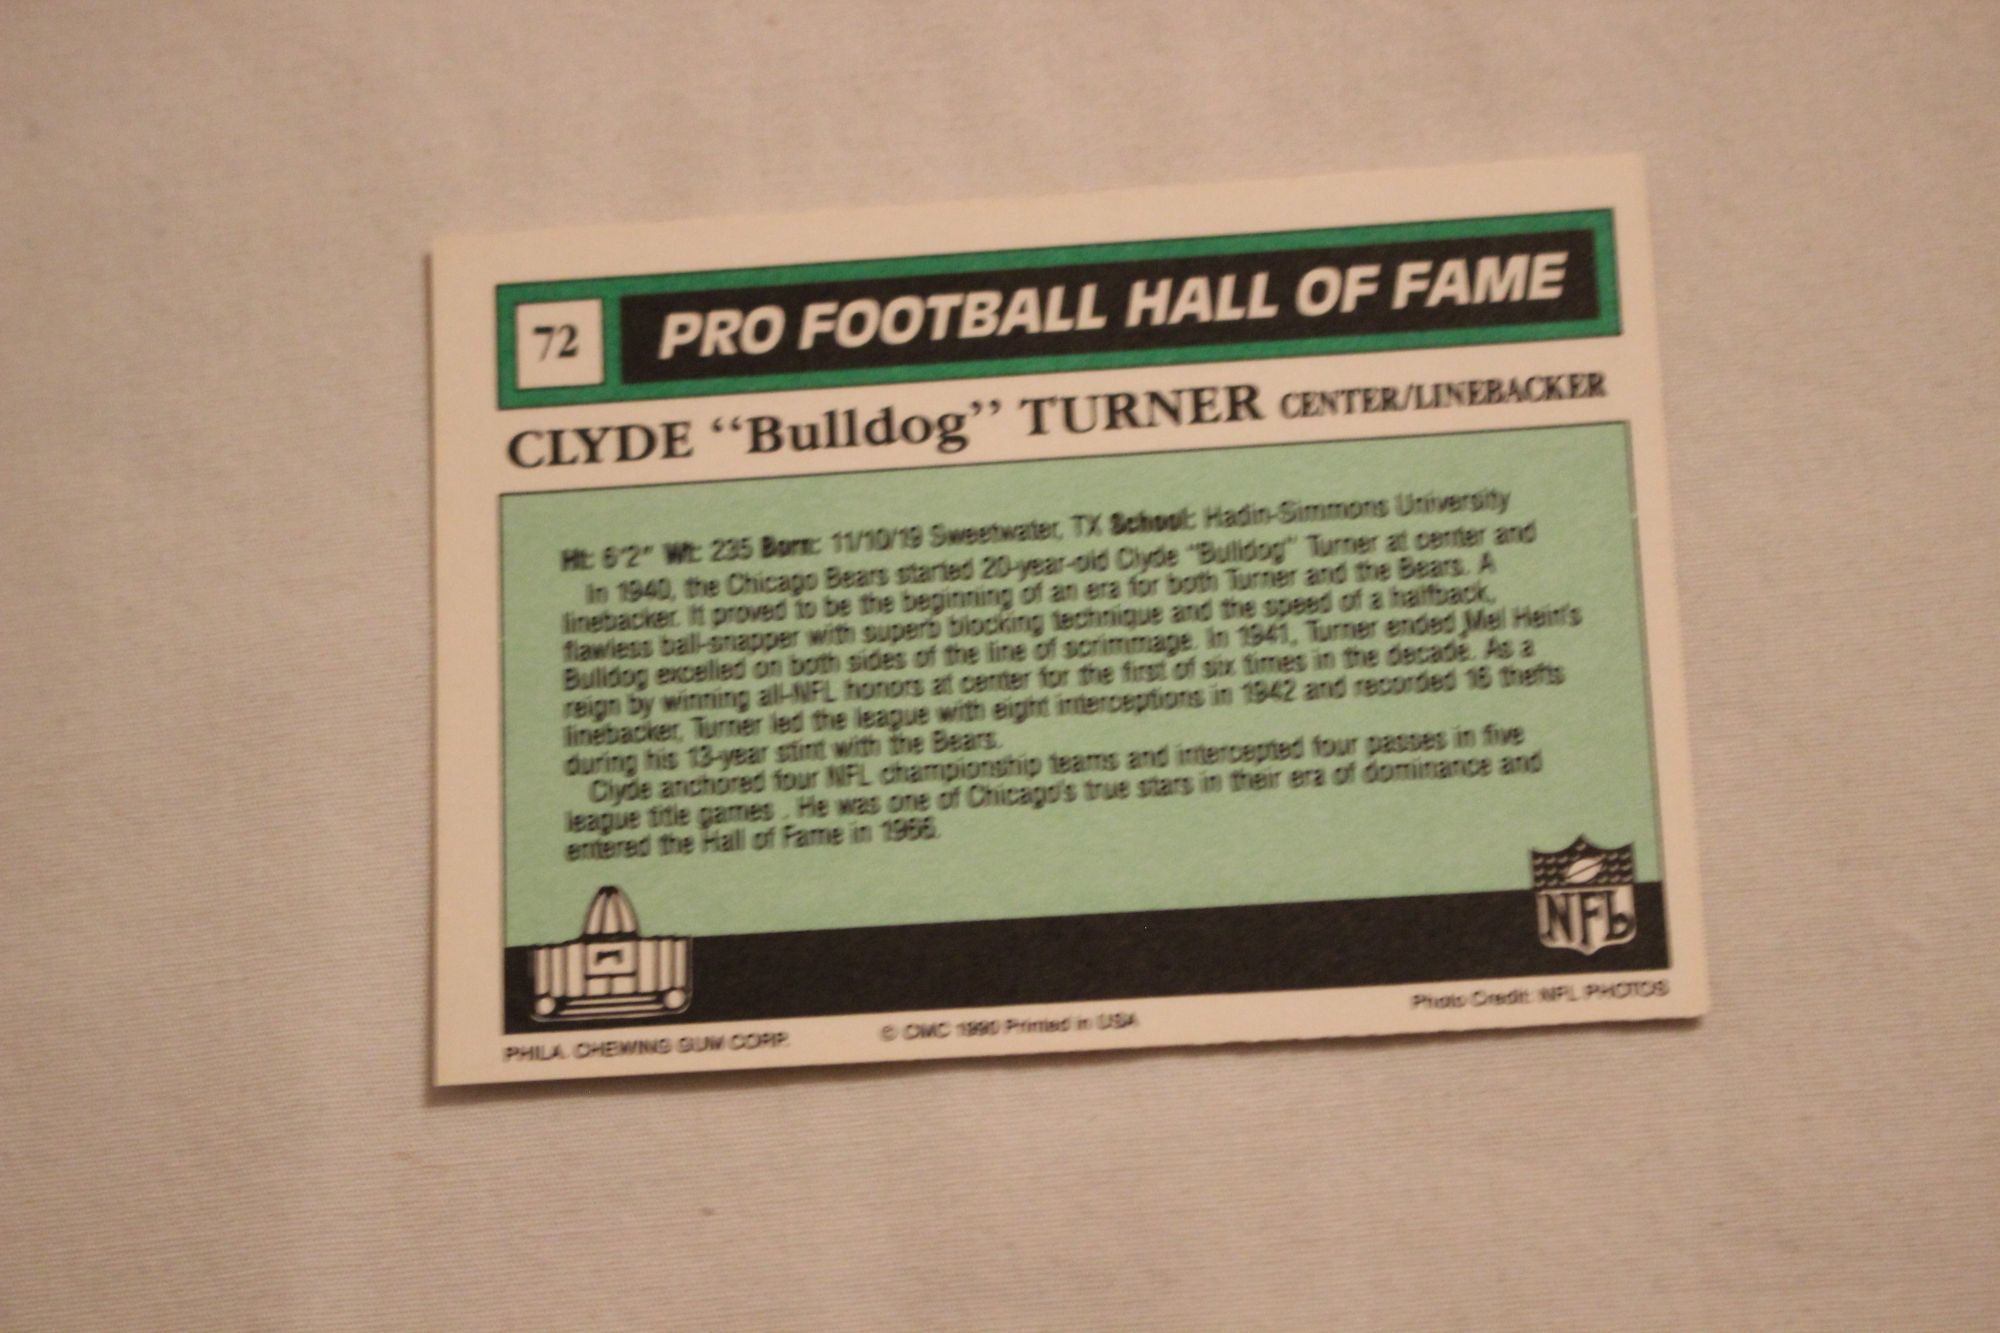 72
PRO FOOTBALL HALL OF FAME
CLYDE “Bulldog” TURNER CENTER/LINEBACKER
Ht: 6'2" Wt: 235 Born: 11/10/19 Sweetwater, TX School: Hadin-Simmons University
In 1940, the Chicago Bears started 20-year-old Clyde "Bulldog" Turner at center and
linebacker. It proved to be the beginning of an era for both Turner and the Bears. A
flawless ball-snapper with superb blocking technique and the speed of a halfback,
Bulldog excelled on both sides of the line of scrimmage. In 1941, Turner ended Mel Hein's
reign by winning all-NFL honors at center for the first of six times in the decade. As a
linebacker, Turner led the league with eight interceptions in 1942 and recorded 16 thefts
during his 13-year stint with the Bears.
Clyde anchored four NFL championship teams and intercepted four passes in five
league title games . He was one of Chicago's true stars in their era of dominance and
entered the Hall of Fame in 1966.
NFL
PHILA. CHEWING GUM CORP.
© CMC 1990 Printed in USA
Photo Credit: NFL PHOTOS